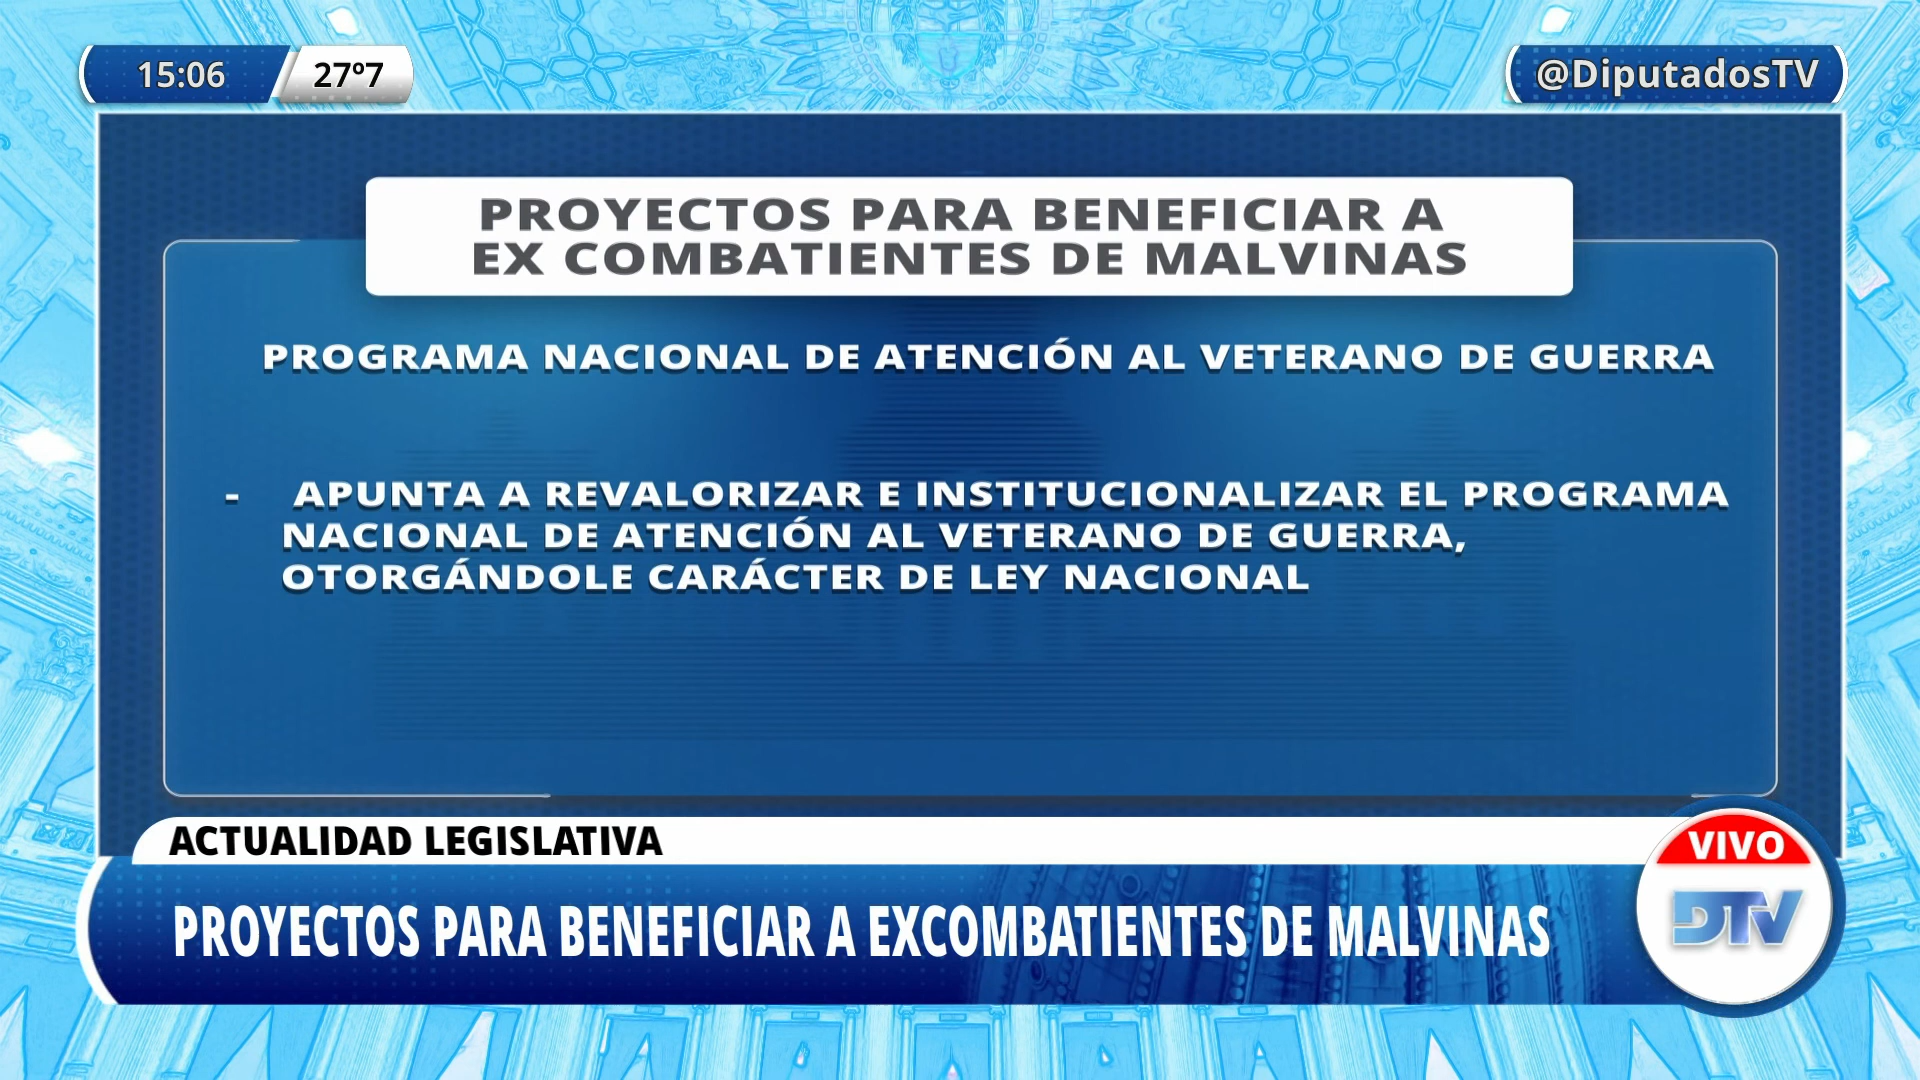 15:06
27º7
@DiputadosTV
PROYECTOS PARA BENEFICIAR A
EX COMBATIENTES DE MALVINAS
PROGRAMA NACIONAL DE ATENCIÓN AL VETERANO DE GUERRA
- APUNTA A REVALORIZAR E INSTITUCIONALIZAR EL PROGRAMA
NACIONAL DE ATENCIÓN AL VETERANO DE GUERRA,
OTORGÁNDOLE CARÁCTER DE LEY NACIONAL
ACTUALIDAD LEGISLATIVA
VIVO
DTV
PROYECTOS PARA BENEFICIAR A EXCOMBATIENTES DE MALVINAS